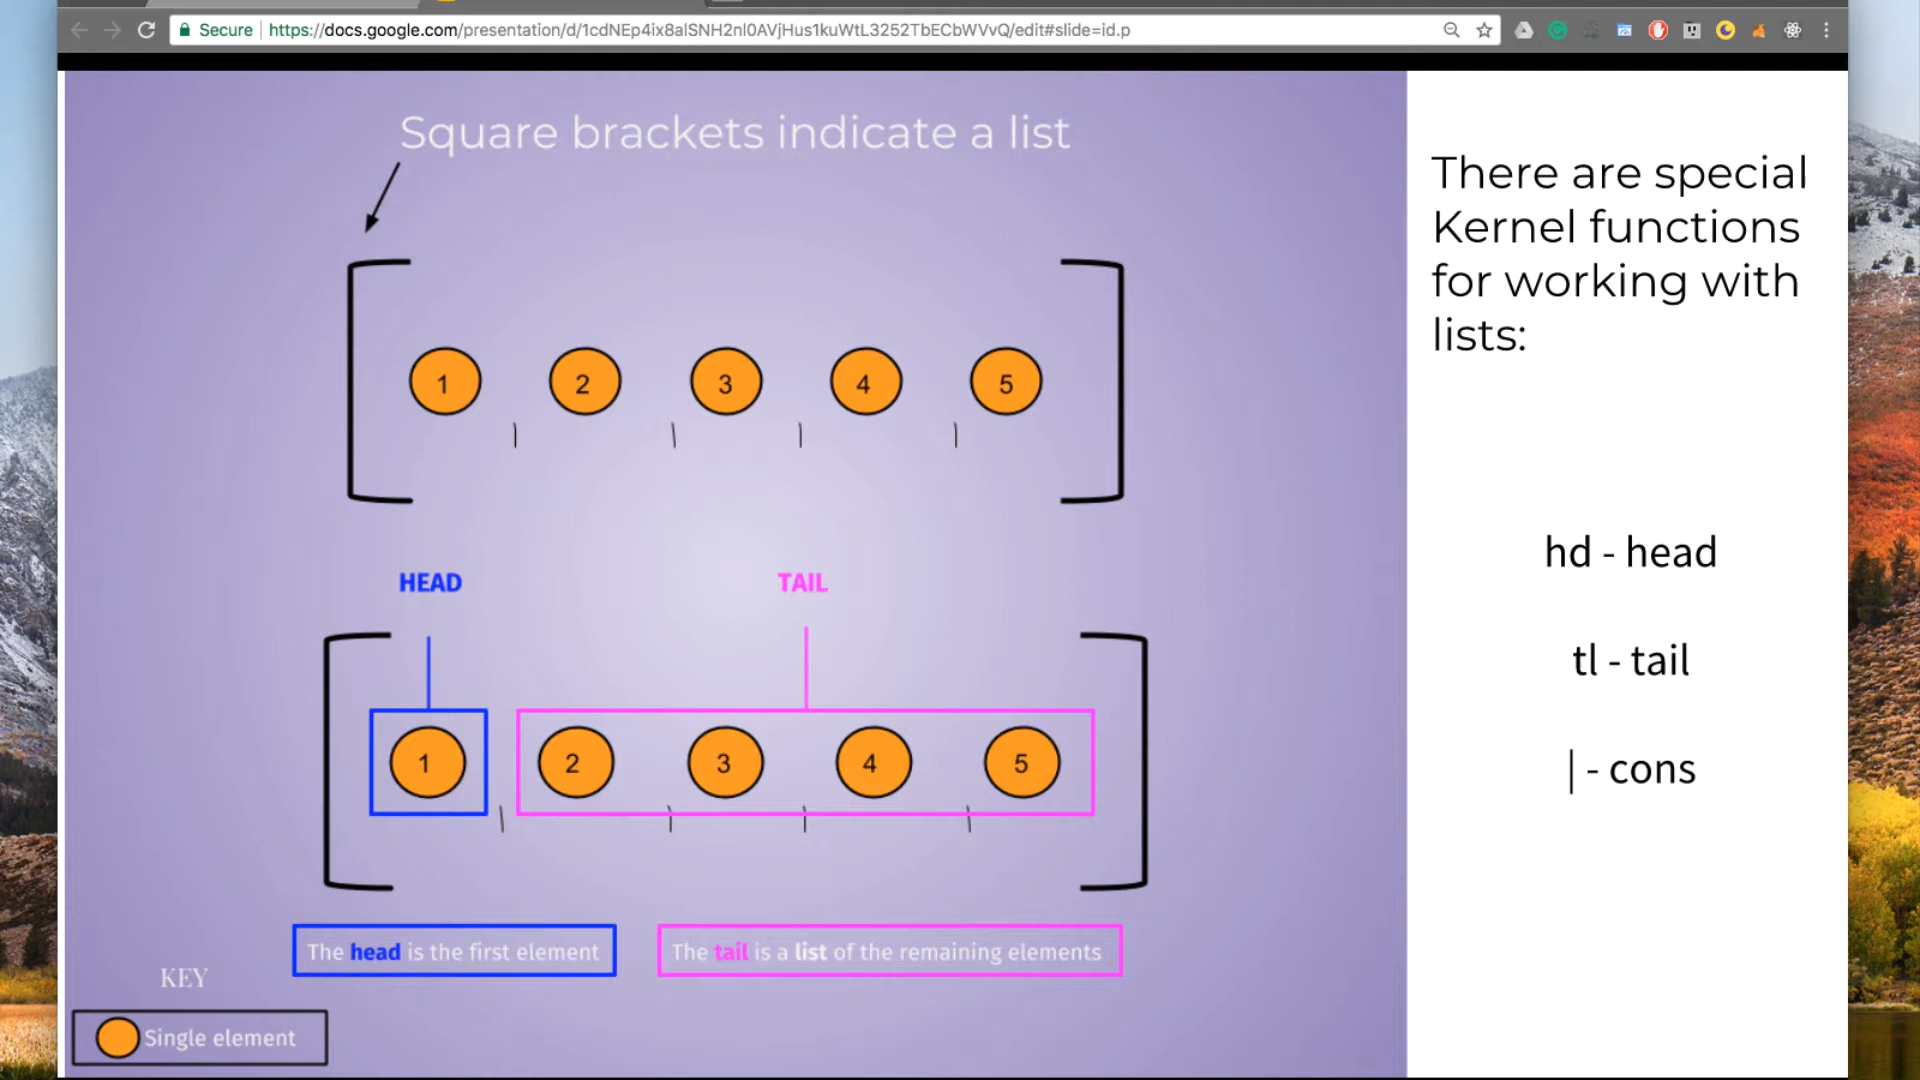 Secure https://docs.google.com/presentation/d/1cdNEp4ix8alSNH2nl0AVjHus1kuWtL3252TbECbWVvQ/edit#slide=id.p
Square brackets indicate a list
1 2 3 4 5
HEAD TAIL
1 2 3 4 5
The head is the first element
The tail is a list of the remaining elements
KEY
Single element
There are special
Kernel functions
for working with
lists:
hd - head
tl - tail
| - cons